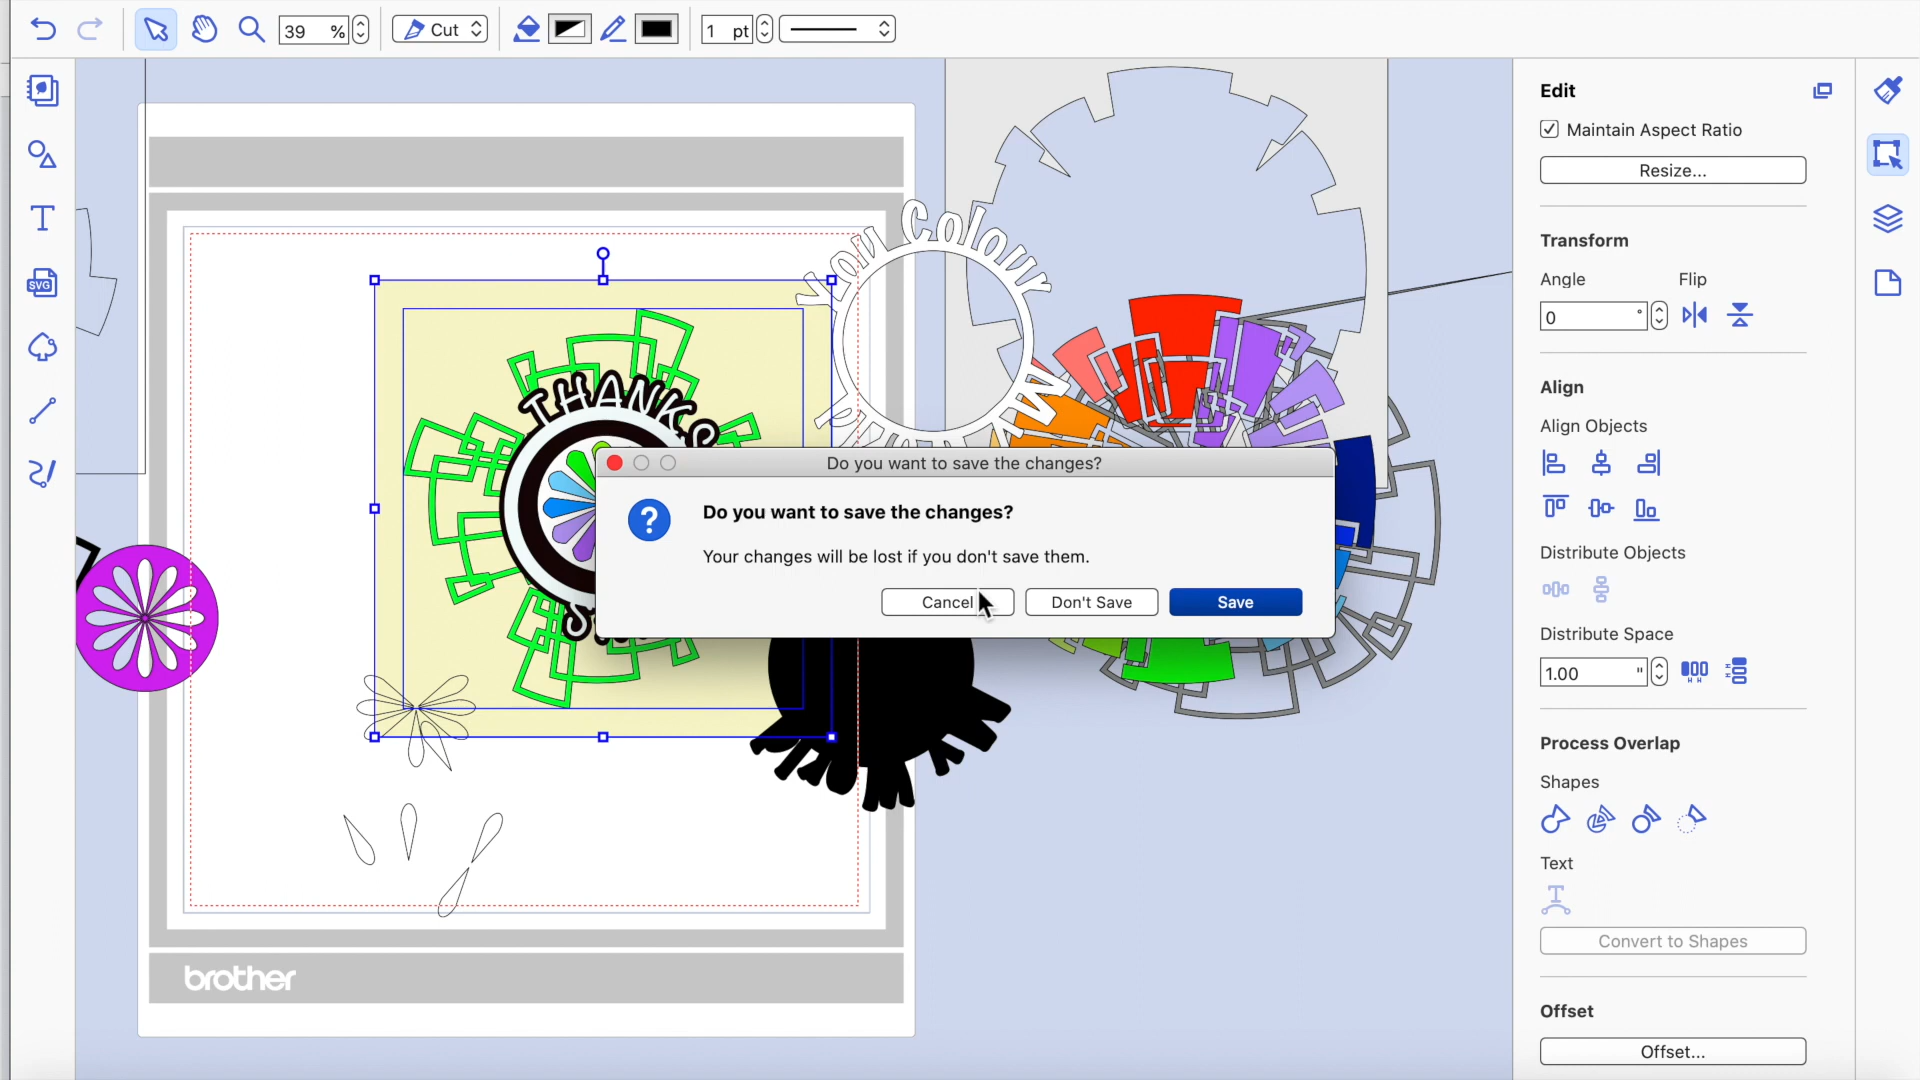 39 %
Cut
1 pt
SVG
You Colour M
THANKS
Do you want to save the changes?
Do you want to save the changes?
Your changes will be lost if you don't save them.
Cancel
Don't Save
Save
brother
Edit
Maintain Aspect Ratio
Resize...
Transform
Angle
Flip
0 °
Align
Align Objects
Distribute Objects
Distribute Space
1.00 "
Process Overlap
Shapes
Text
Convert to Shapes
Offset
Offset...